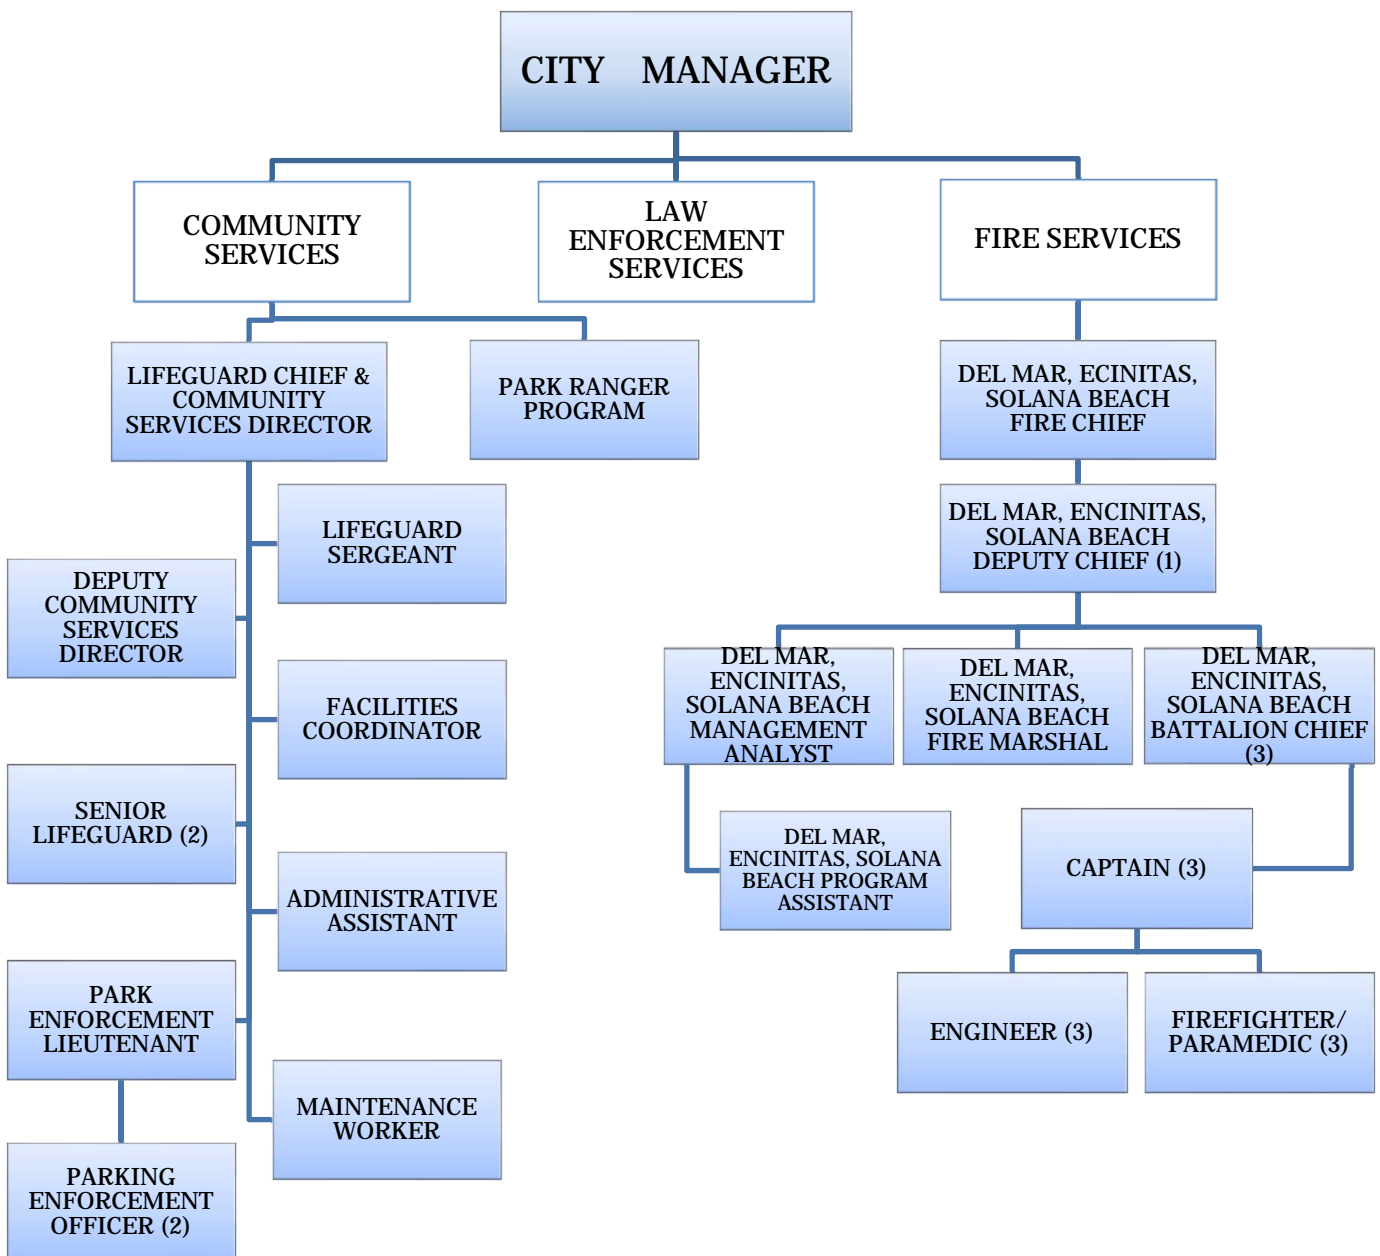 CITY MANAGER
COMMUNITY
SERVICES
LAW
ENFORCEMENT
SERVICES
FIRE SERVICES
LIFEGUARD CHIEF &
COMMUNITY
SERVICES DIRECTOR
PARK RANGER
PROGRAM
DEL MAR, ECINITAS,
SOLANA BEACH
FIRE CHIEF
LIFEGUARD
SERGEANT
DEL MAR, ENCINITAS,
SOLANA BEACH
DEPUTY CHIEF (1)
DEPUTY
COMMUNITY
SERVICES
DIRECTOR
FACILITIES
COORDINATOR
DEL MAR,
ENCINITAS,
SOLANA BEACH
MANAGEMENT
ANALYST
DEL MAR,
ENCINITAS,
SOLANA BEACH
FIRE MARSHAL
DEL MAR,
ENCINITAS,
SOLANA BEACH
BATTALION CHIEF
(3)
SENIOR
LIFEGUARD (2)
DEL MAR,
ENCINITAS, SOLANA
BEACH PROGRAM
ASSISTANT
CAPTAIN (3)
ADMINISTRATIVE
ASSISTANT
PARK
ENFORCEMENT
LIEUTENANT
ENGINEER (3)
FIREFIGHTER/
PARAMEDIC (3)
MAINTENANCE
WORKER
PARKING
ENFORCEMENT
OFFICER (2)